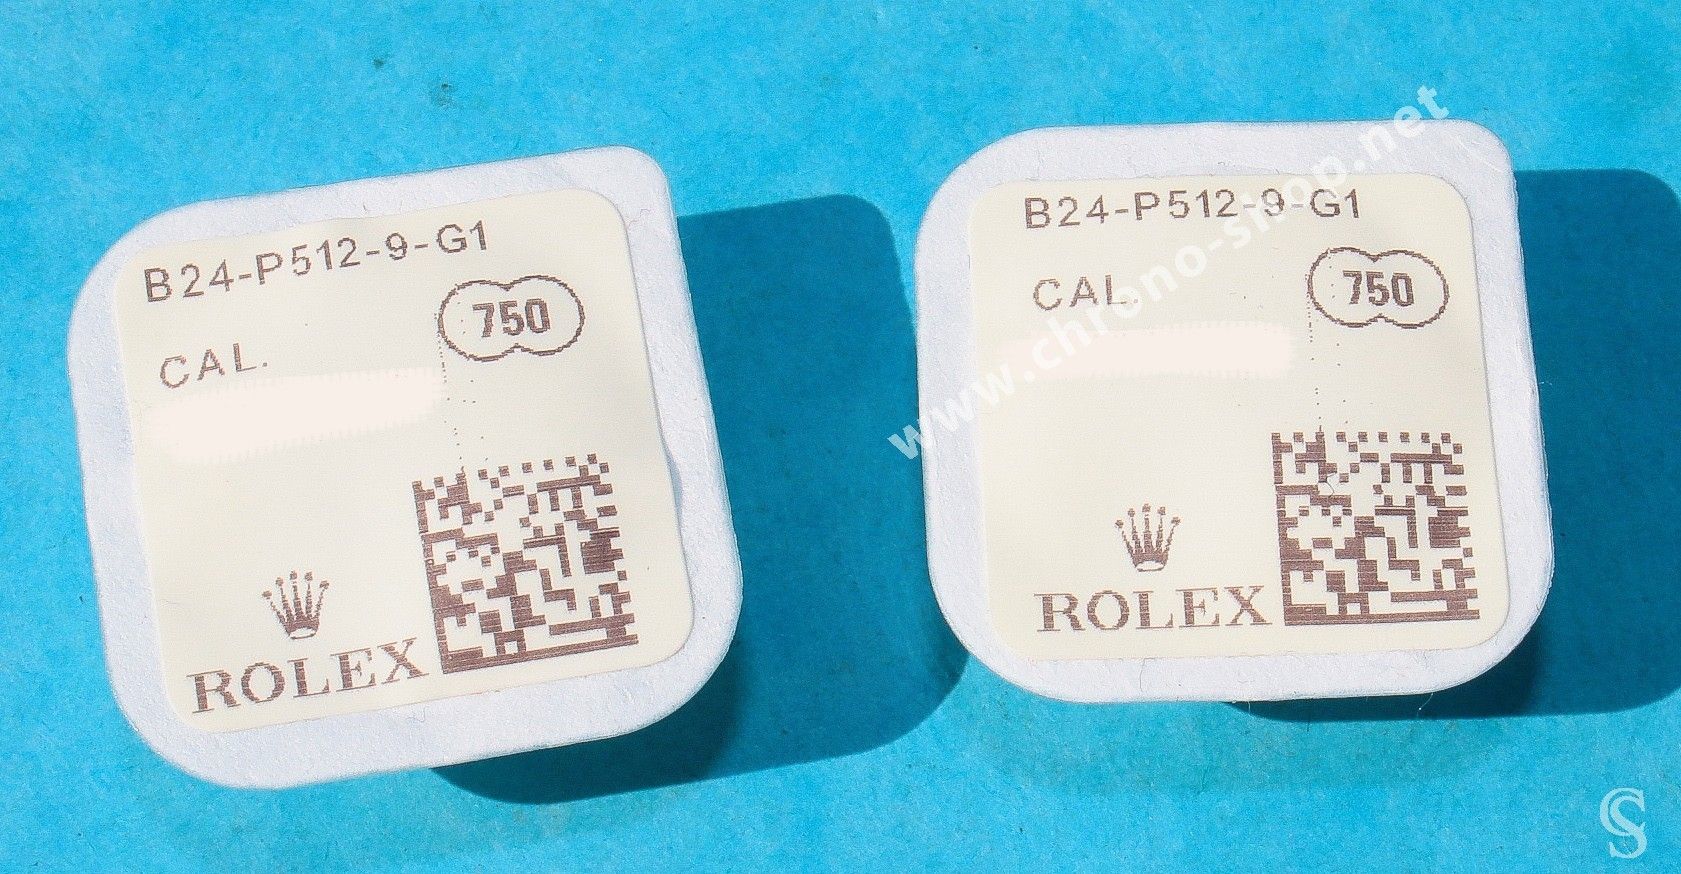 B24-P512-9-G1
750
CAL.
ROLEX
B24-P512-9-G1
750
CAL.
ROLEX
www.chrono-shop.net